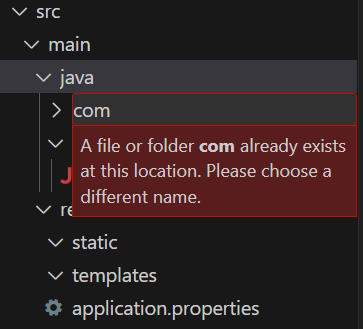 src
main
java
com
A file or folder com already exists
at this location. Please choose a
different name.
static
templates
application.properties